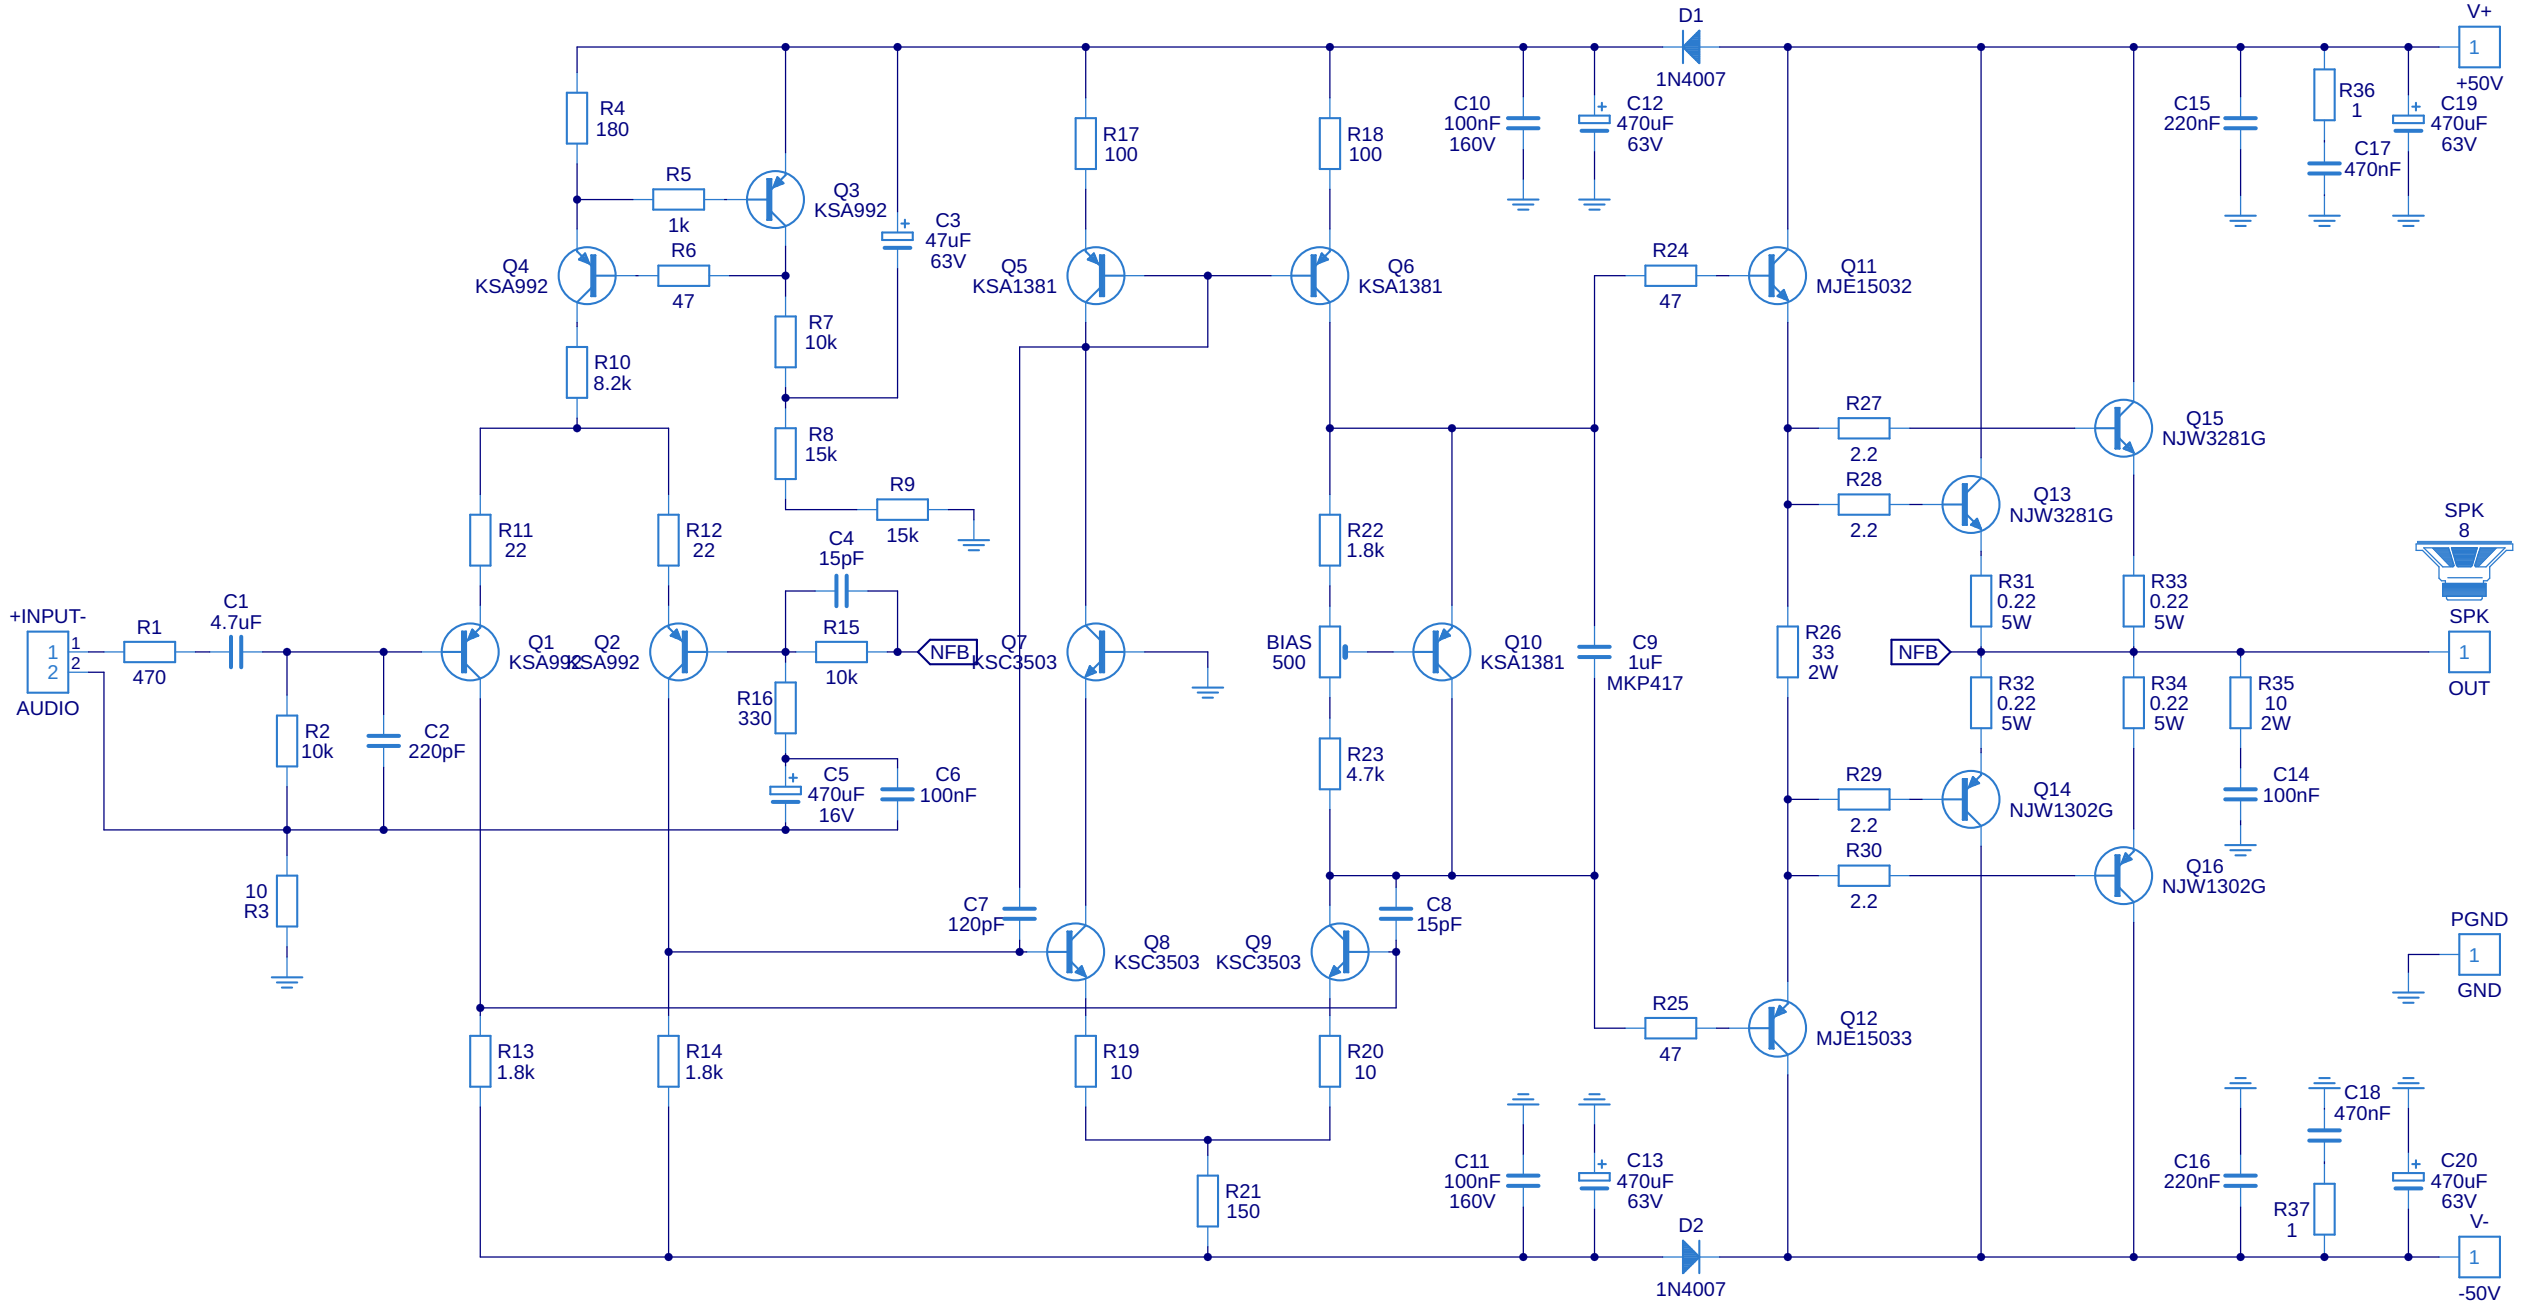 D1
1N4007
V+
1
+50V
R4
180
R5
1k
Q3
KSA992
R6
47
Q4
KSA992
C3
47uF
63V
R7
10k
R10
8.2k
R8
15k
R9
15k
R17
100
R18
100
Q5
KSA1381
Q6
KSA1381
C10
100nF
160V
C12
470uF
63V
R24
47
Q11
MJE15032
C15
220nF
R36
1
C17
470nF
C19
470uF
63V
R27
2.2
Q15
NJW3281G
R28
2.2
Q13
NJW3281G
R11
22
R12
22
C4
15pF
R15
10k
NFB
R22
1.8k
+INPUT-
1
2
1
2
AUDIO
R1
470
C1
4.7uF
Q1
KSA992
Q2
KSA992
Q7
KSC3503
BIAS
500
Q10
KSA1381
C9
1uF
MKP417
R26
33
2W
NFB
R31
0.22
5W
R33
0.22
5W
SPK
8
SPK
1
OUT
R2
10k
C2
220pF
R16
330
C5
470uF
16V
C6
100nF
R23
4.7k
R32
0.22
5W
R34
0.22
5W
R35
10
2W
C14
100nF
R29
2.2
Q14
NJW1302G
R30
2.2
Q16
NJW1302G
10
R3
C7
120pF
Q8
KSC3503
Q9
KSC3503
C8
15pF
PGND
1
GND
R25
47
Q12
MJE15033
R13
1.8k
R14
1.8k
R19
10
R20
10
R21
150
C11
100nF
160V
C13
470uF
63V
C16
220nF
C18
470nF
R37
1
C20
470uF
63V
D2
1N4007
V-
1
-50V